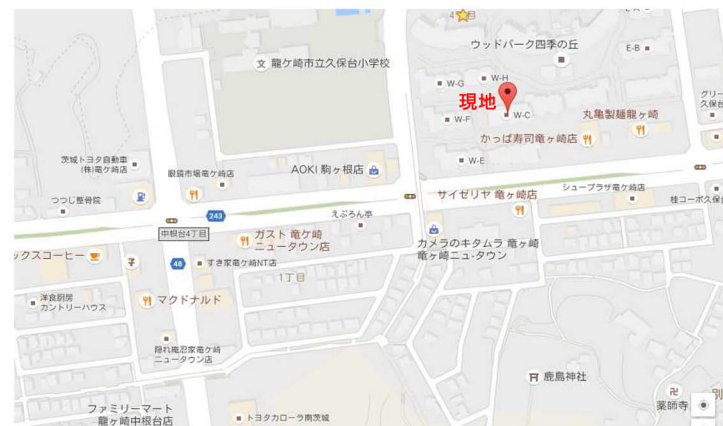 4丁目
E-A
ウッドパーク四季の丘
E-B
文 龍ケ崎市立久保台小学校
W-G
W-H
現地
W-C
W-F
グリー
久保台
丸亀製麺龍ヶ崎
かっぱ寿司竜ヶ崎店
W-E
茨城トヨタ自動車
(株)竜ケ崎店
眼鏡市場竜ケ崎店
AOKI 駒ヶ根店
つつじ整骨院
サイゼリヤ 竜ヶ崎店
シュープラザ竜ケ崎店
桂コーポ久保台
243
えぶろん亭
中根台4丁目
ガスト 竜ケ崎
ニュータウン店
カメラのキタムラ 竜ヶ崎
竜ヶ崎ニュ-タウン
ックスコーヒー
48
すき家竜ケ崎NT店
1丁目
洋食厨房
カントリーハウス
マクドナルド
隠れ庵忍家竜ケ崎
ニュータウン店
鹿島神社
薬師寺
別
ファミリーマート
龍ヶ崎中根台店
トヨタカローラ南茨城